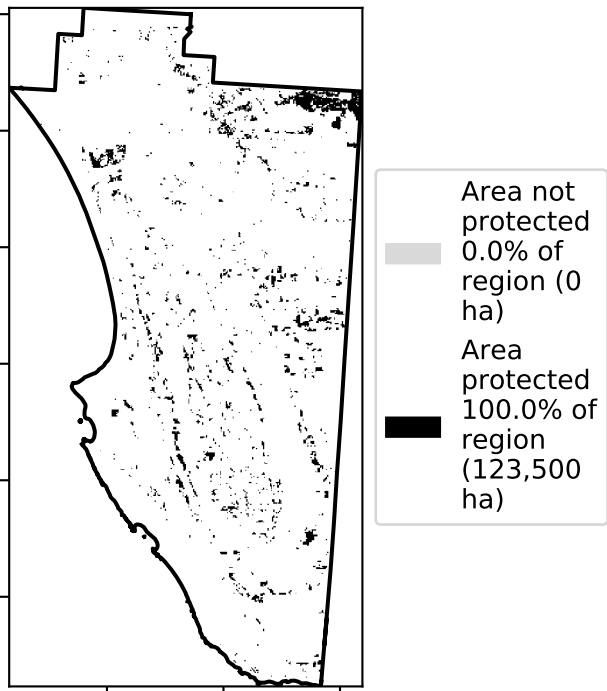 Area not
protected
0.0% of
region (0
ha)
Area
protected
100.0% of
region
(123,500
ha)